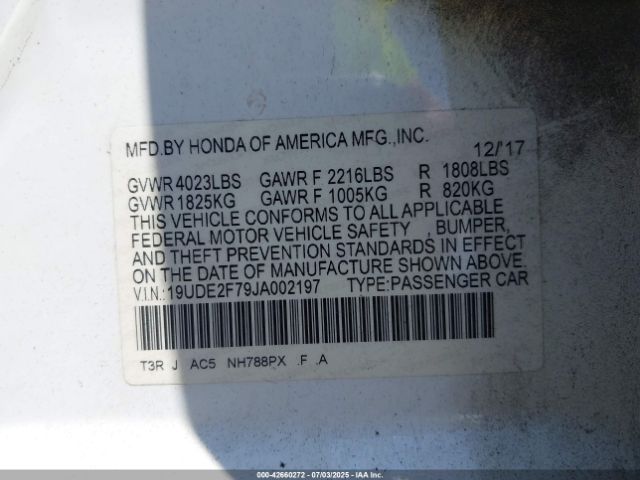 MFD.BY HONDA OF AMERICA MFG.,INC. 12/'17
GVWR 4023LBS GAWR F 2216LBS R 1808LBS
GVWR 1825KG GAWR F 1005KG R 820KG
THIS VEHICLE CONFORMS TO ALL APPLICABLE
FEDERAL MOTOR VEHICLE SAFETY , BUMPER,
AND THEFT PREVENTION STANDARDS IN EFFECT
ON THE DATE OF MANUFACTURE SHOWN ABOVE
V.I.N.: 19UDE2F79JA002197 TYPE:PASSENGER CAR
T3R J AC5 NH788PX .F .A
000-42660272 - 07/03/2025 - IAA Inc.